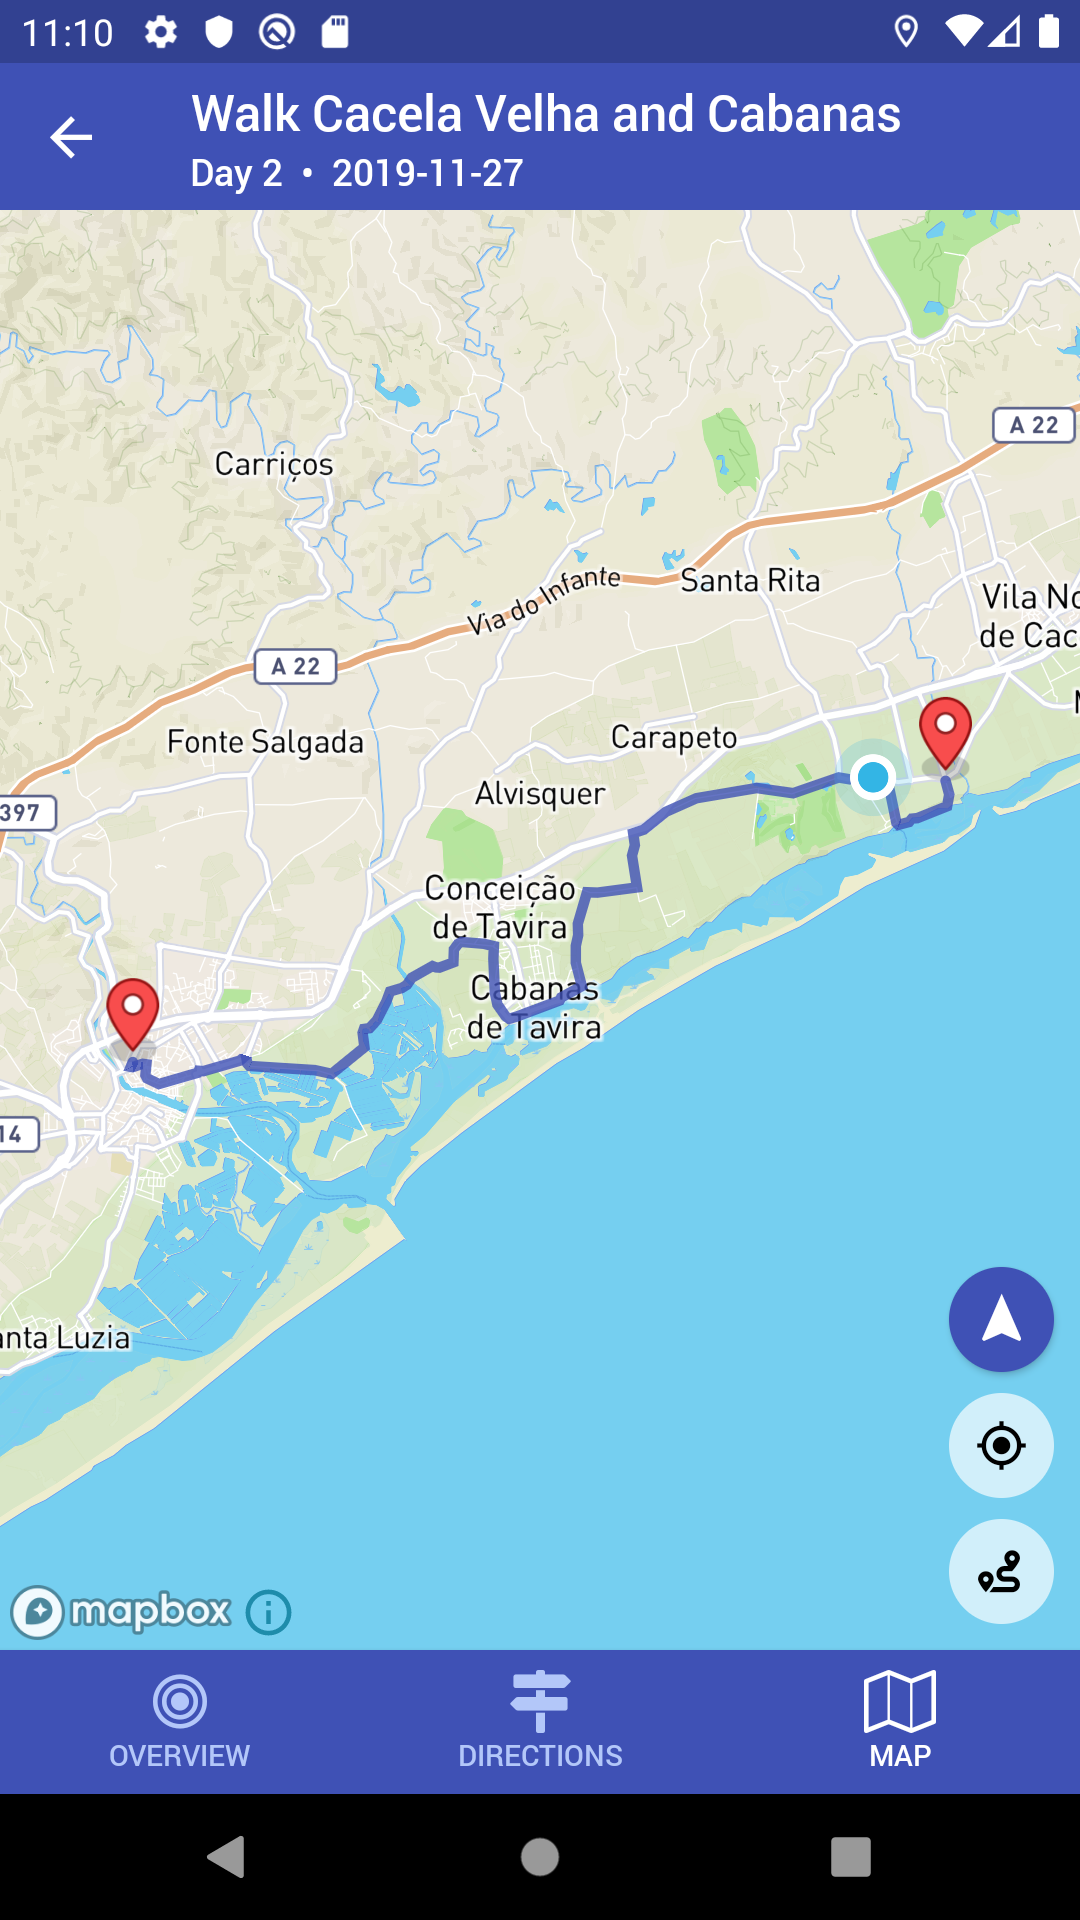 11:10
Walk Cacela Velha and Cabanas
Day 2 • 2019-11-27
A 22
Carriços
Via do Infante
Santa Rita
Vila No
de Cac
A 22
Fonte Salgada
Carapeto
Alvisquer
397
Conceição
de Tavira
Cabanas
de Tavira
14
anta Luzia
mapbox
OVERVIEW
DIRECTIONS
MAP